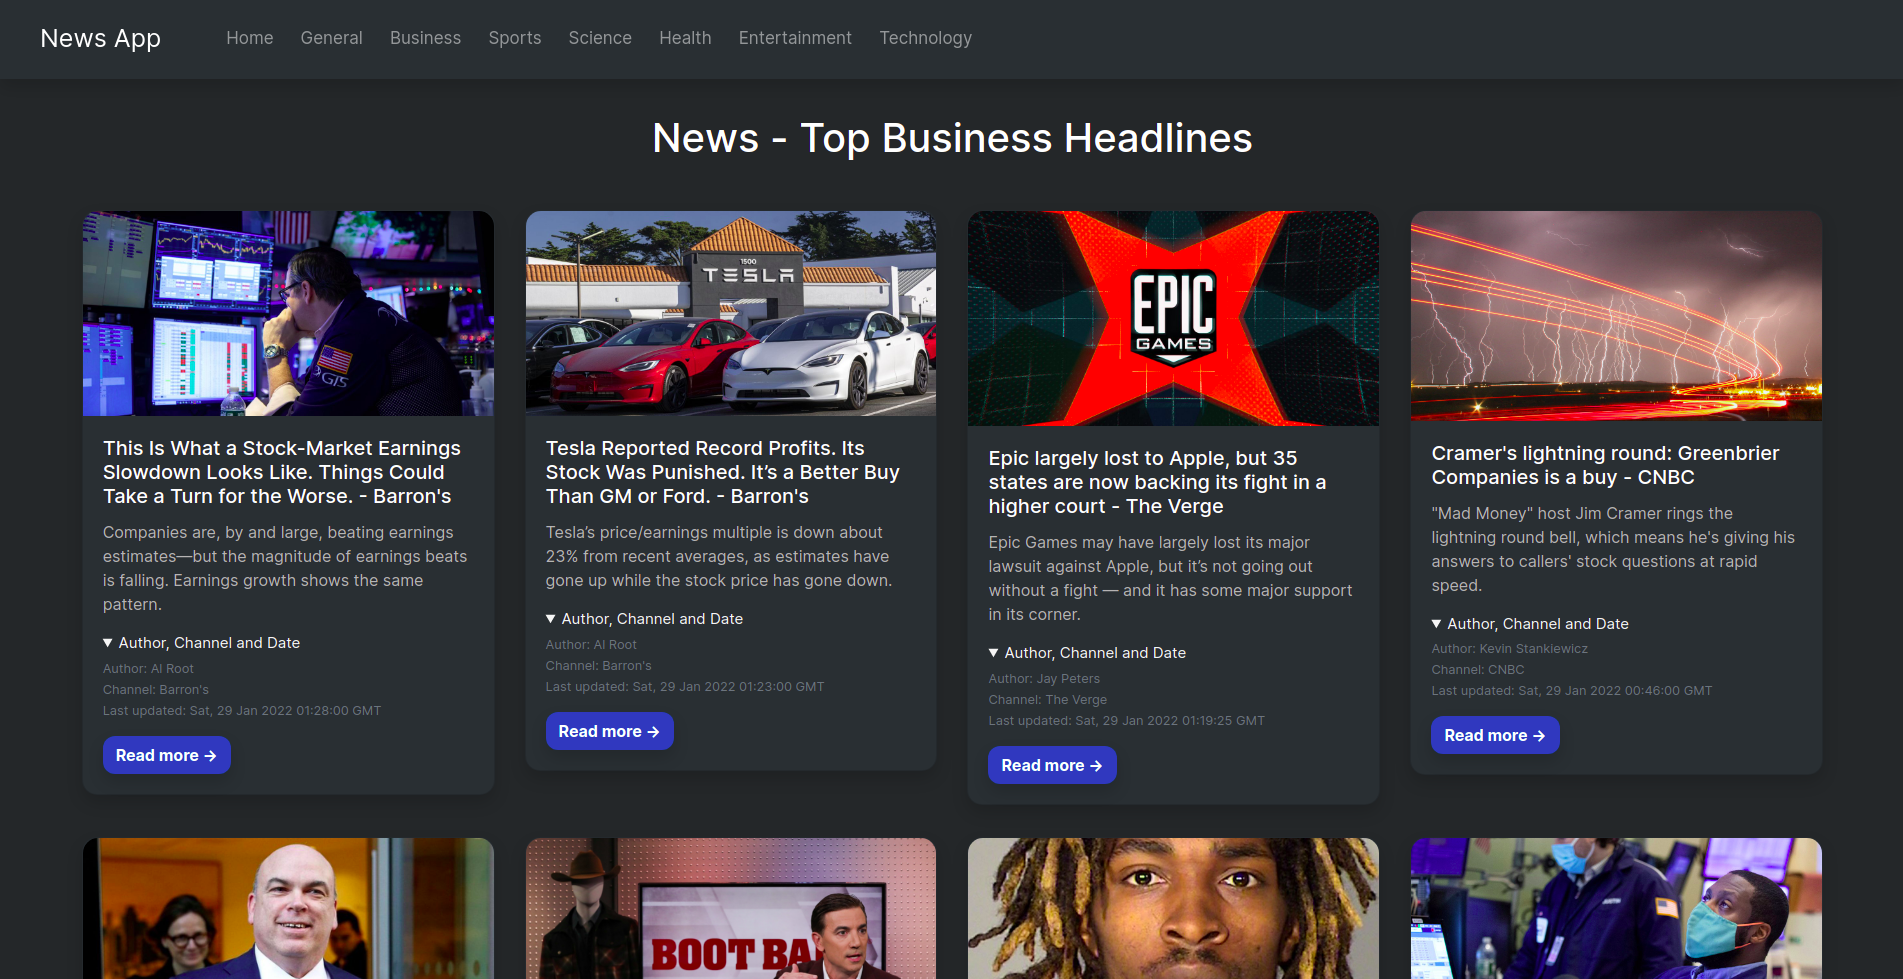 News App
Home
General
Business
Sports
Science
Health
Entertainment
Technology
News - Top Business Headlines
GTS
This Is What a Stock-Market Earnings
Slowdown Looks Like. Things Could
Take a Turn for the Worse. - Barron's
Companies are, by and large, beating earnings
estimates—but the magnitude of earnings beats
is falling. Earnings growth shows the same
pattern.
▼ Author, Channel and Date
Author: Al Root
Channel: Barron's
Last updated: Sat, 29 Jan 2022 01:28:00 GMT
Read more →
1500
TESLA
Tesla Reported Record Profits. Its
Stock Was Punished. It’s a Better Buy
Than GM or Ford. - Barron's
Tesla’s price/earnings multiple is down about
23% from recent averages, as estimates have
gone up while the stock price has gone down.
▼ Author, Channel and Date
Author: Al Root
Channel: Barron's
Last updated: Sat, 29 Jan 2022 01:23:00 GMT
Read more →
EPIC
GAMES
Epic largely lost to Apple, but 35
states are now backing its fight in a
higher court - The Verge
Epic Games may have largely lost its major
lawsuit against Apple, but it’s not going out
without a fight — and it has some major support
in its corner.
▼ Author, Channel and Date
Author: Jay Peters
Channel: The Verge
Last updated: Sat, 29 Jan 2022 01:19:25 GMT
Read more →
Cramer's lightning round: Greenbrier
Companies is a buy - CNBC
"Mad Money" host Jim Cramer rings the
lightning round bell, which means he's giving his
answers to callers' stock questions at rapid
speed.
▼ Author, Channel and Date
Author: Kevin Stankiewicz
Channel: CNBC
Last updated: Sat, 29 Jan 2022 00:46:00 GMT
Read more →
BOOT BA